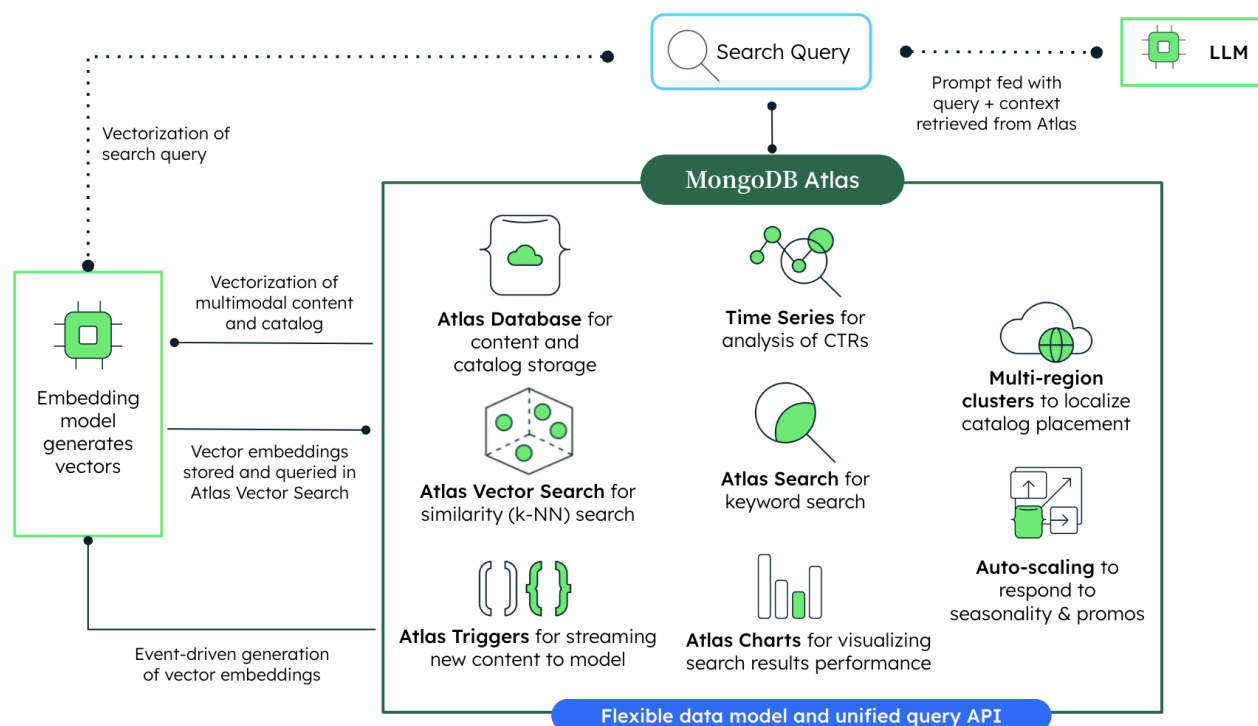 Search Query
LLM
Prompt fed with
query + context
retrieved from Atlas
Vectorization of
search query
MongoDB Atlas
Vectorization of
multimodal content
and catalog
Embedding
model
generates
vectors
Vector embeddings
stored and queried in
Atlas Vector Search
Event-driven generation
of vector embeddings
Atlas Database for
content and
catalog storage
Time Series for
analysis of CTRs
Multi-region
clusters to localize
catalog placement
Atlas Vector Search for
similarity (k-NN) search
Atlas Search for
keyword search
Auto-scaling to
respond to
seasonality & promos
Atlas Triggers for streaming
new content to model
Atlas Charts for visualizing
search results performance
Flexible data model and unified query API